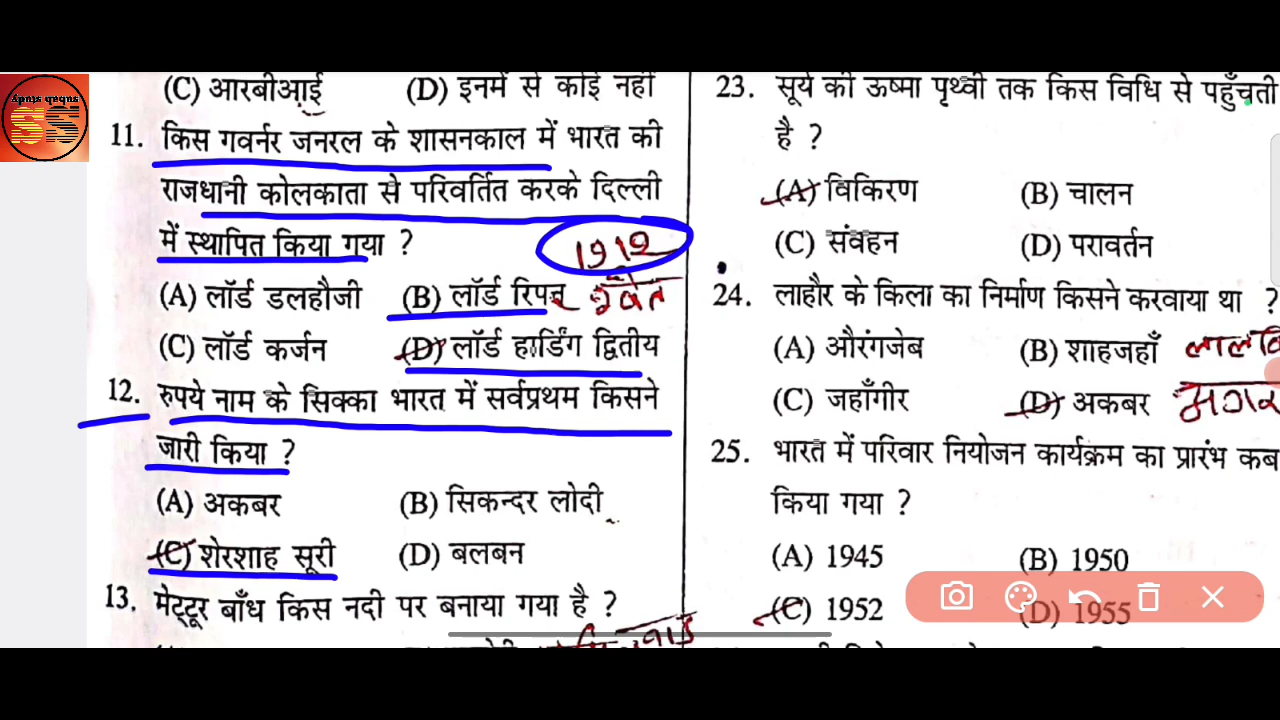 subah study
SS
(C) आरबीआई (D) इनमें से कोई नहीं
11. किस गवर्नर जनरल के शासनकाल में भारत की
राजधानी कोलकाता से परिवर्तित करके दिल्ली
में स्थापित किया गया ?
1912
(A) लॉर्ड डलहौजी (B) लॉर्ड रिपन
(C) लॉर्ड कर्जन (D) लॉर्ड हार्डिंग द्वितीय
12. रुपये नाम के सिक्का भारत में सर्वप्रथम किसने
जारी किया ?
(A) अकबर (B) सिकन्दर लोदी
(C) शेरशाह सूरी (D) बलबन
13. मेट्टूर बाँध किस नदी पर बनाया गया है ?
23. सूर्य की ऊष्मा पृथ्वी तक किस विधि से पहुँचती
है ?
(A) विकिरण (B) चालन
(C) संवहन (D) परावर्तन
24. लाहौर के किला का निर्माण किसने करवाया था ?
(A) औरंगजेब (B) शाहजहाँ
(C) जहाँगीर (D) अकबर
25. भारत में परिवार नियोजन कार्यक्रम का प्रारंभ कब
किया गया ?
(A) 1945 (B) 1950
(C) 1952 (D) 1955